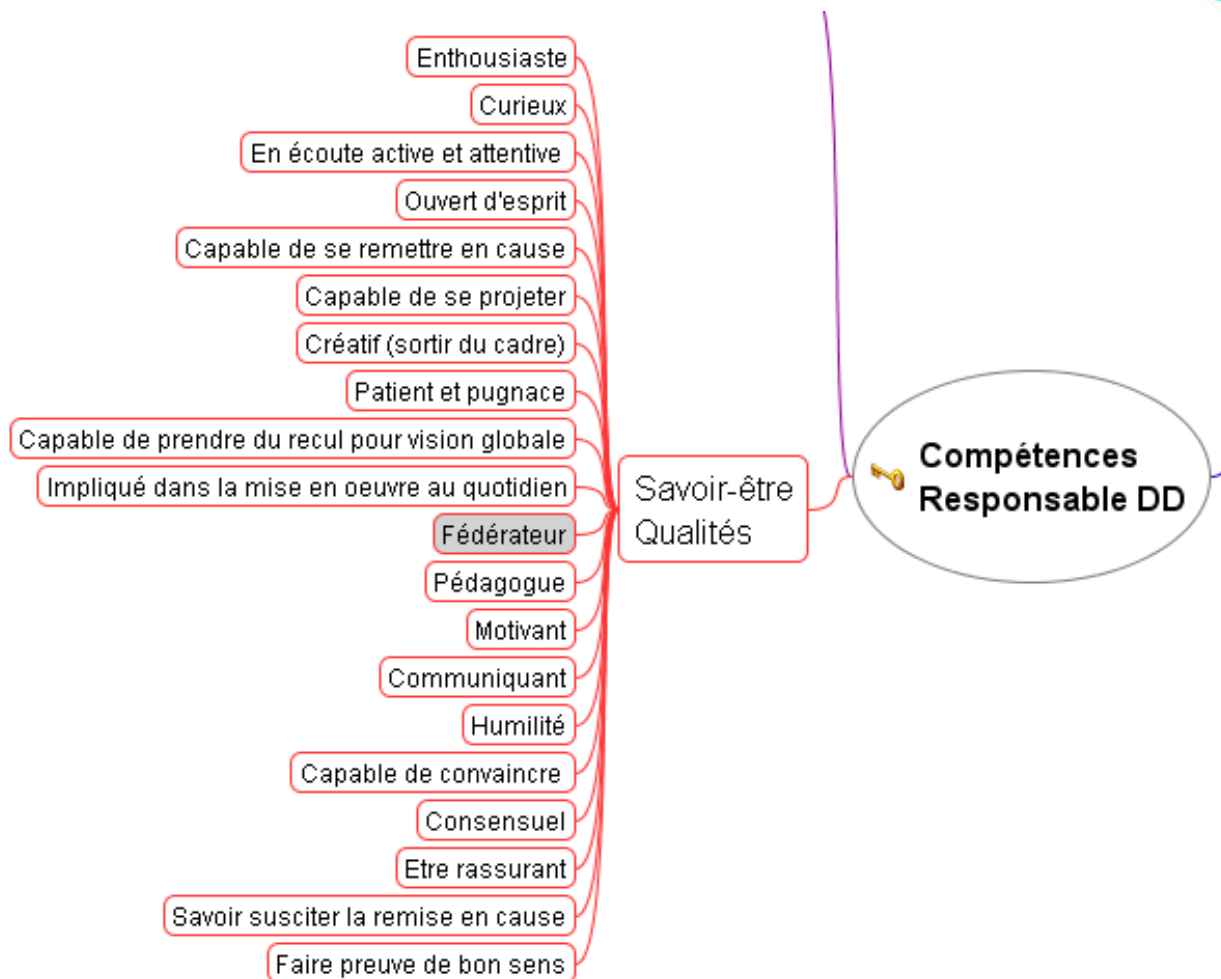 Enthousiaste
Curieux
En écoute active et attentive
Ouvert d'esprit
Capable de se remettre en cause
Capable de se projeter
Créatif (sortir du cadre)
Patient et pugnace
Capable de prendre du recul pour vision globale
Impliqué dans la mise en oeuvre au quotidien
Fédérateur
Pédagogue
Motivant
Communiquant
Humilité
Capable de convaincre
Consensuel
Etre rassurant
Savoir susciter la remise en cause
Faire preuve de bon sens
Savoir-être
Qualités
Compétences
Responsable DD